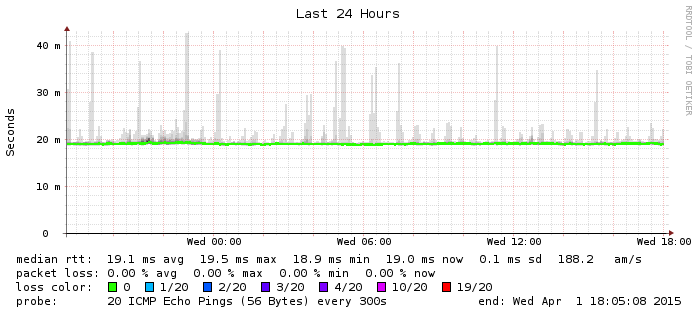 Last 24 Hours
RRDTOOL / TOBI OETIKER
Seconds
40 m
30 m
20 m
10 m
0
Wed 00:00 Wed 06:00 Wed 12:00 Wed 18:00
median rtt: 19.1 ms avg 19.5 ms max 18.9 ms min 19.0 ms now 0.1 ms sd 188.2 am/s
packet loss: 0.00 % avg 0.00 % max 0.00 % min 0.00 % now
loss color: 0 1/20 2/20 3/20 4/20 10/20 19/20
probe: 20 ICMP Echo Pings (56 Bytes) every 300s end: Wed Apr 1 18:05:08 2015